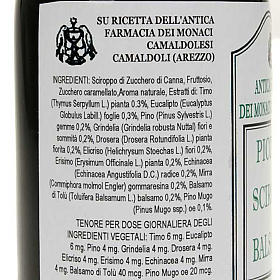 SU RICETTA DELL'ANTICA
FARMACIA DEI MONACI
CAMALDOLESI
CAMALDOLI (AREZZO)
INGREDIENTI: Sciroppo di Zucchero di Canna, Fruttosio,
Zucchero caramellato, Aroma naturale, Estratti di: Timo
(Thymus Serpyllum L.) pianta 0.3%, Eucalipto (Eucalyptus
Globulus Labill.) foglie 0,3%, Pino (Pinus Sylvestris L.)
gemme 0,2%, Grindelia (Grindelia robusta Nuttal) fiori e
sommità 0,2%, Drosera (Drosera Rotundifolia L.) pianta
fiorita 0,2%, Elicriso (Helichrysum Stoechas L.) fiori 0,2%,
Erisimo (Erysimum Officinale L.) pianta 0,2%, Echinacea
(Echinacea Angustifolia D.C.) radice 0,2%, Mirra
(Commiphora molmol Engler) gommaresina 0,2%, Balsamo
di Tolù (Toluifera Balsamum L.) balsamo 0,2%, Pino
(Pinus Mugo ssp.) oe 0.1%.
TENORE PER DOSE GIORNALIERA DEGLI
INGREDIENTI VEGETALI: Timo 6 mg, Eucalipto
6 mg, Pino 4 mg, Grindelia 4 mg, Drosera 4 mg,
Elicriso 4 mg, Erisimo 4 mg, Echinacea 4 mg, Mirra
4 mg, Balsamo di Tolù 40 mcg, Pino Mugo 20 mcg.
ANTICA
DEI MONA
PI
SCI
BALS